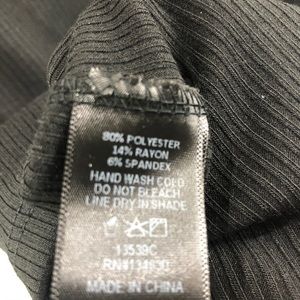 80% POLYESTER
14% RAYON
6% SPANDEX
HAND WASH COLD
DO NOT BLEACH
LINE DRY IN SHADE
13539C
MADE IN CHINA